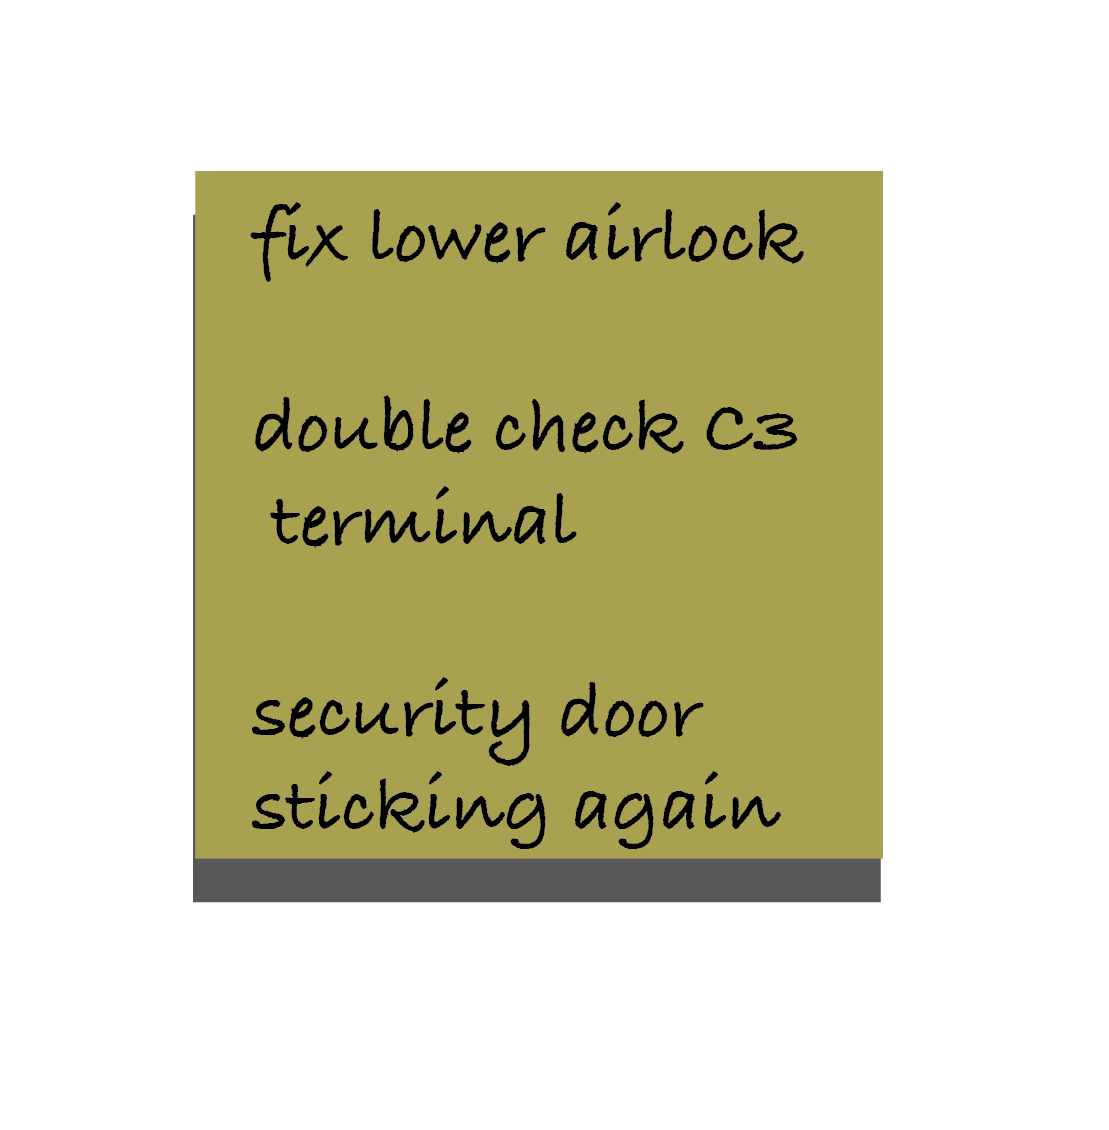 fix lower airlock
double check C3
terminal
security door
sticking again